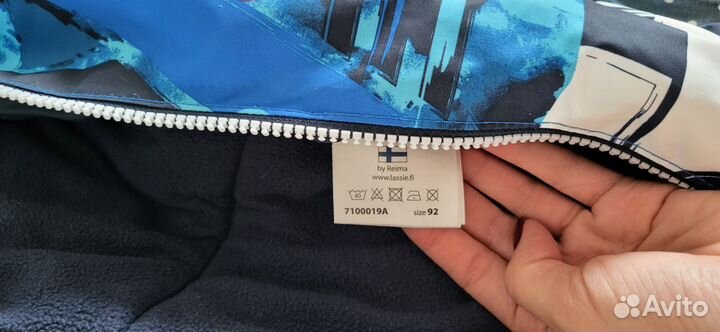 by Reima
www.lassie.fi
40
7100019A size 92
Avito